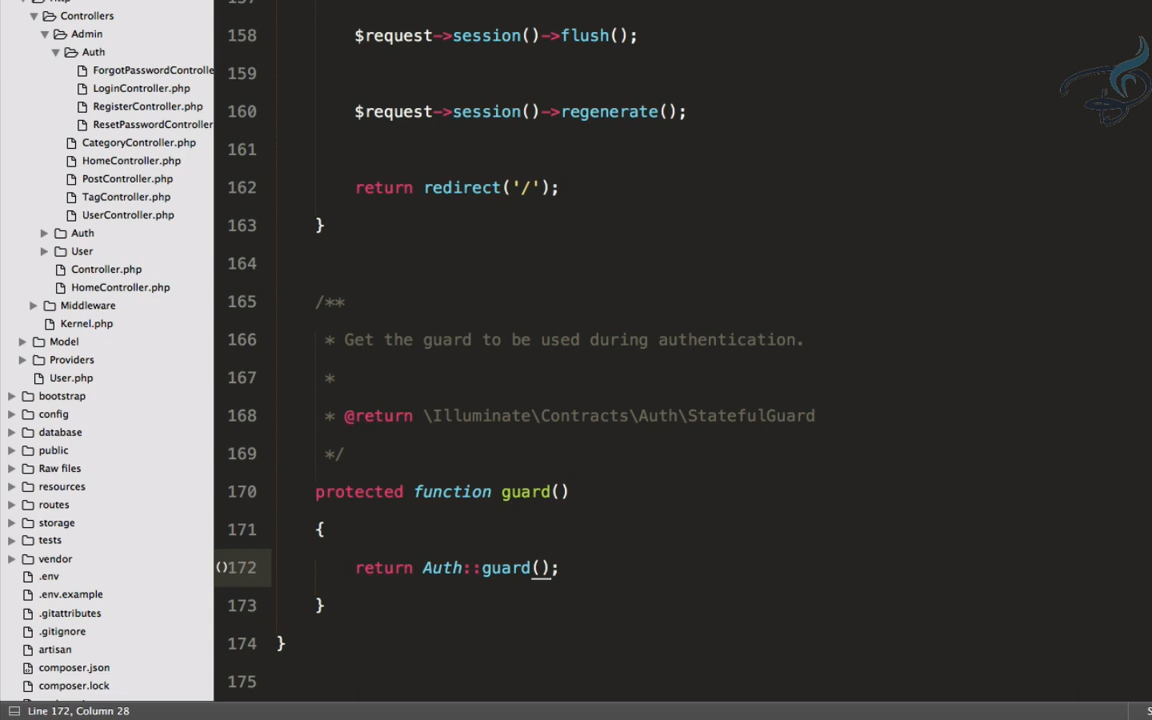 Controllers
Admin
Auth
ForgotPasswordControlle
LoginController.php
RegisterController.php
ResetPasswordController
CategoryController.php
HomeController.php
PostController.php
TagController.php
UserController.php
Auth
User
Controller.php
HomeController.php
Middleware
Kernel.php
Model
Providers
User.php
bootstrap
config
database
public
Raw files
resources
routes
storage
tests
vendor
.env
.env.example
.gitattributes
.gitignore
artisan
composer.json
composer.lock
158 $request->session()->flush();
159
160 $request->session()->regenerate();
161
162 return redirect('/');
163 }
164
165 /**
166 * Get the guard to be used during authentication.
167 *
168 * @return \Illuminate\Contracts\Auth\StatefulGuard
169 */
170 protected function guard()
171 {
()172 return Auth::guard();
173 }
174 }
175
Line 172, Column 28